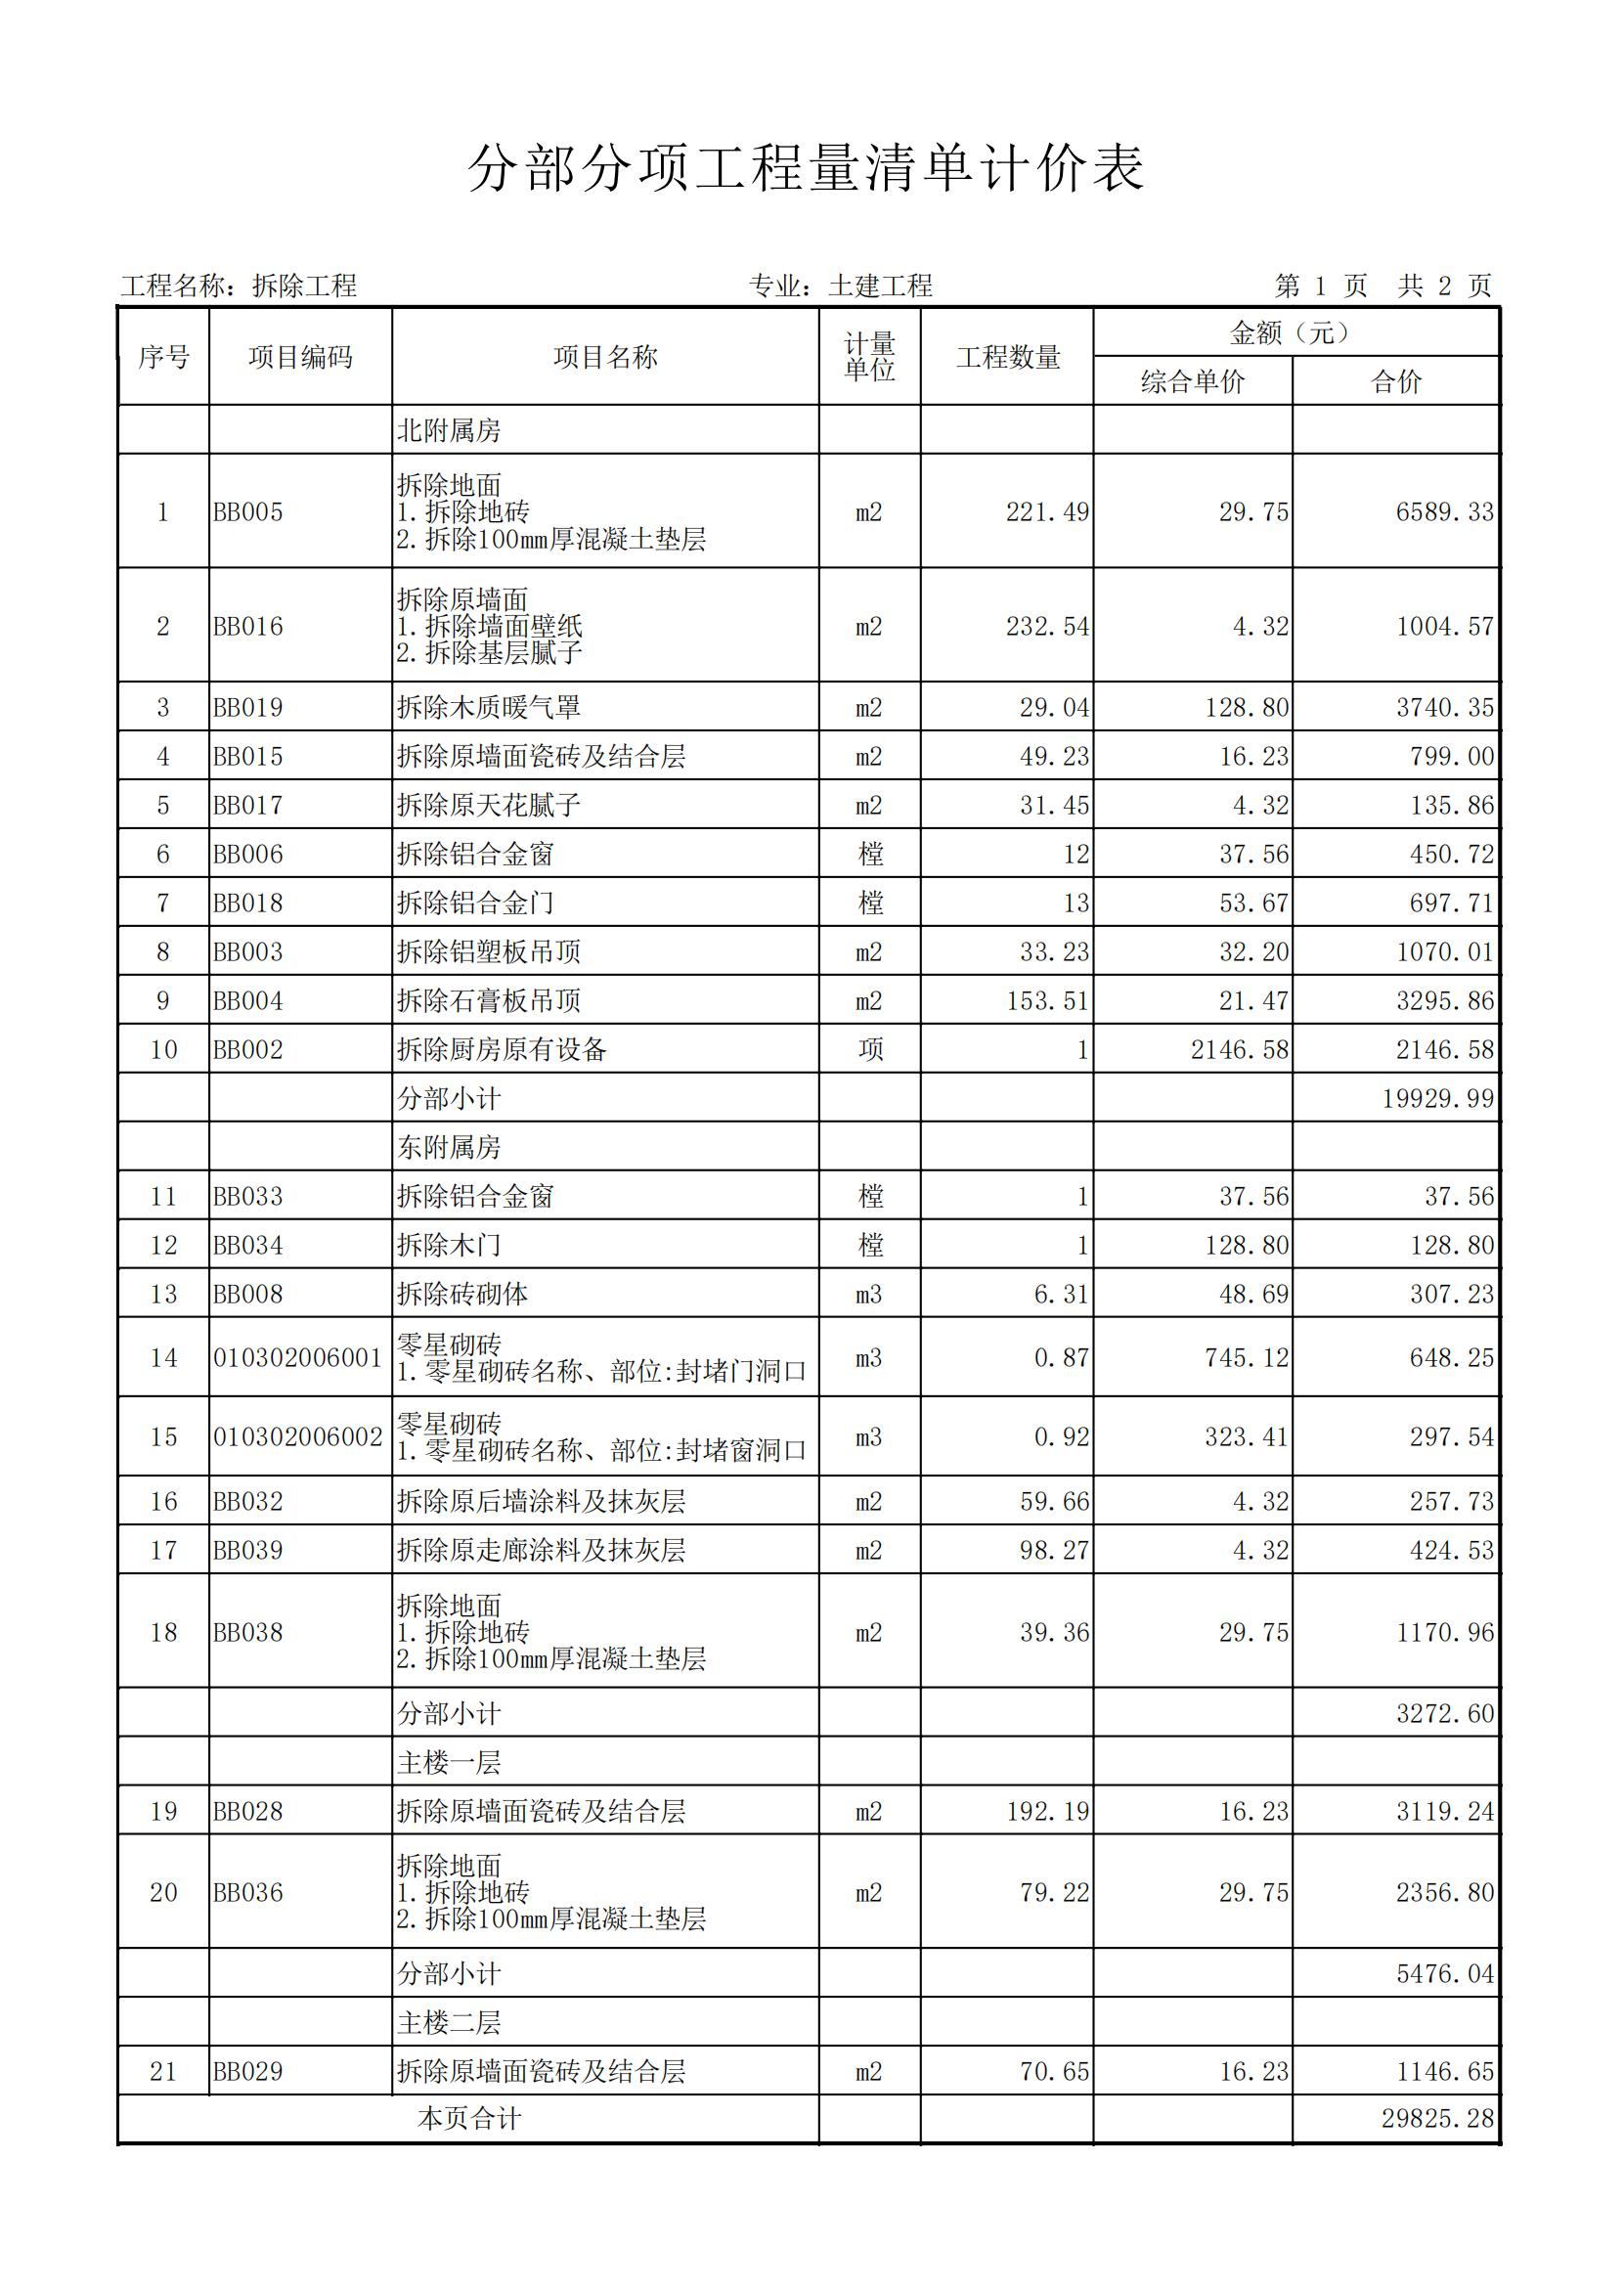 分部分项工程量清单计价表
工程名称：拆除工程 专业：土建工程 第 1 页 共 2 页
序号 项目编码 项目名称 计量单位 工程数量 金额（元）
综合单价 合价
北附属房
1 BB005 拆除地面
1.拆除地砖
2.拆除100mm厚混凝土垫层 m2 221.49 29.75 6589.33
2 BB016 拆除原墙面
1.拆除墙面壁纸
2.拆除基层腻子 m2 232.54 4.32 1004.57
3 BB019 拆除木质暖气罩 m2 29.04 128.80 3740.35
4 BB015 拆除原墙面瓷砖及结合层 m2 49.23 16.23 799.00
5 BB017 拆除原天花腻子 m2 31.45 4.32 135.86
6 BB006 拆除铝合金窗 樘 12 37.56 450.72
7 BB018 拆除铝合金门 樘 13 53.67 697.71
8 BB003 拆除铝塑板吊顶 m2 33.23 32.20 1070.01
9 BB004 拆除石膏板吊顶 m2 153.51 21.47 3295.86
10 BB002 拆除厨房原有设备 项 1 2146.58 2146.58
分部小计 19929.99
东附属房
11 BB033 拆除铝合金窗 樘 1 37.56 37.56
12 BB034 拆除木门 樘 1 128.80 128.80
13 BB008 拆除砖砌体 m3 6.31 48.69 307.23
14 010302006001 零星砌砖
1.零星砌砖名称、部位:封堵门洞口 m3 0.87 745.12 648.25
15 010302006002 零星砌砖
1.零星砌砖名称、部位:封堵窗洞口 m3 0.92 323.41 297.54
16 BB032 拆除原后墙涂料及抹灰层 m2 59.66 4.32 257.73
17 BB039 拆除原走廊涂料及抹灰层 m2 98.27 4.32 424.53
18 BB038 拆除地面
1.拆除地砖
2.拆除100mm厚混凝土垫层 m2 39.36 29.75 1170.96
分部小计 3272.60
主楼一层
19 BB028 拆除原墙面瓷砖及结合层 m2 192.19 16.23 3119.24
20 BB036 拆除地面
1.拆除地砖
2.拆除100mm厚混凝土垫层 m2 79.22 29.75 2356.80
分部小计 5476.04
主楼二层
21 BB029 拆除原墙面瓷砖及结合层 m2 70.65 16.23 1146.65
本页合计 29825.28